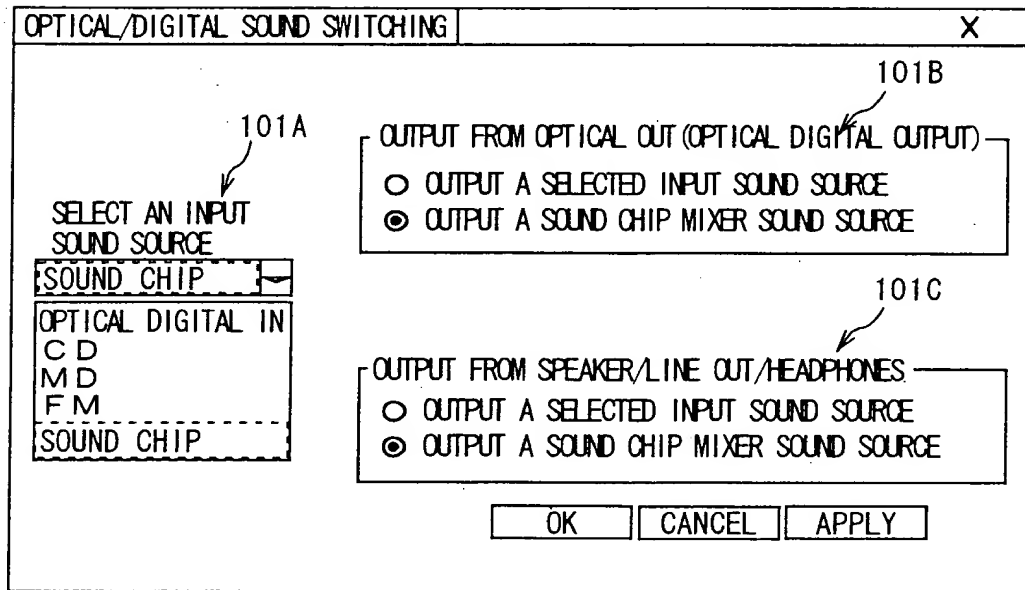 OPTICAL/DIGITAL SOUND SWITCHING X
101A
SELECT AN INPUT
SOUND SOURCE
SOUND CHIP
OPTICAL DIGITAL IN
CD
MD
FM
SOUND CHIP
101B
OUTPUT FROM OPTICAL OUT (OPTICAL DIGITAL OUTPUT)
OUTPUT A SELECTED INPUT SOUND SOURCE
OUTPUT A SOUND CHIP MIXER SOUND SOURCE
101C
OUTPUT FROM SPEAKER/LINE OUT/HEADPHONES
OUTPUT A SELECTED INPUT SOUND SOURCE
OUTPUT A SOUND CHIP MIXER SOUND SOURCE
OK CANCEL APPLY